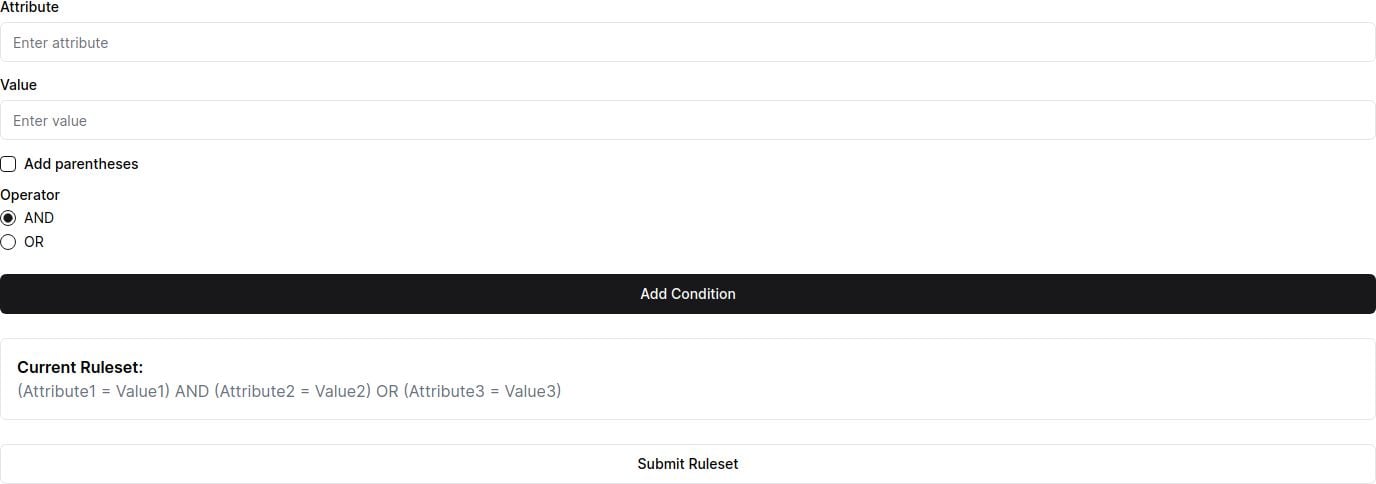 Attribute
Enter attribute
Value
Enter value
Add parentheses
Operator
AND
OR
Add Condition
Current Ruleset:
(Attribute1 = Value1) AND (Attribute2 = Value2) OR (Attribute3 = Value3)
Submit Ruleset